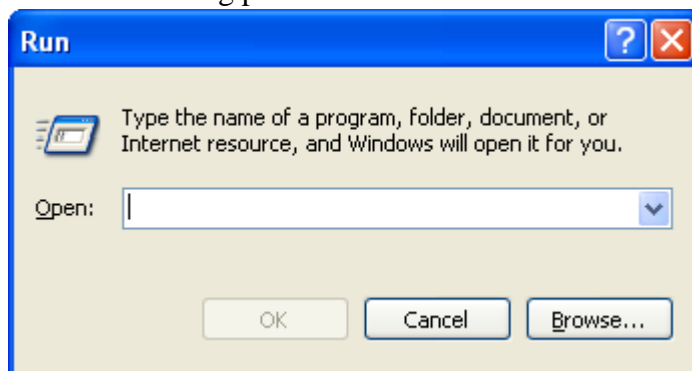 Run
Type the name of a program, folder, document, or
Internet resource, and Windows will open it for you.
Open:
OK
Cancel
Browse...